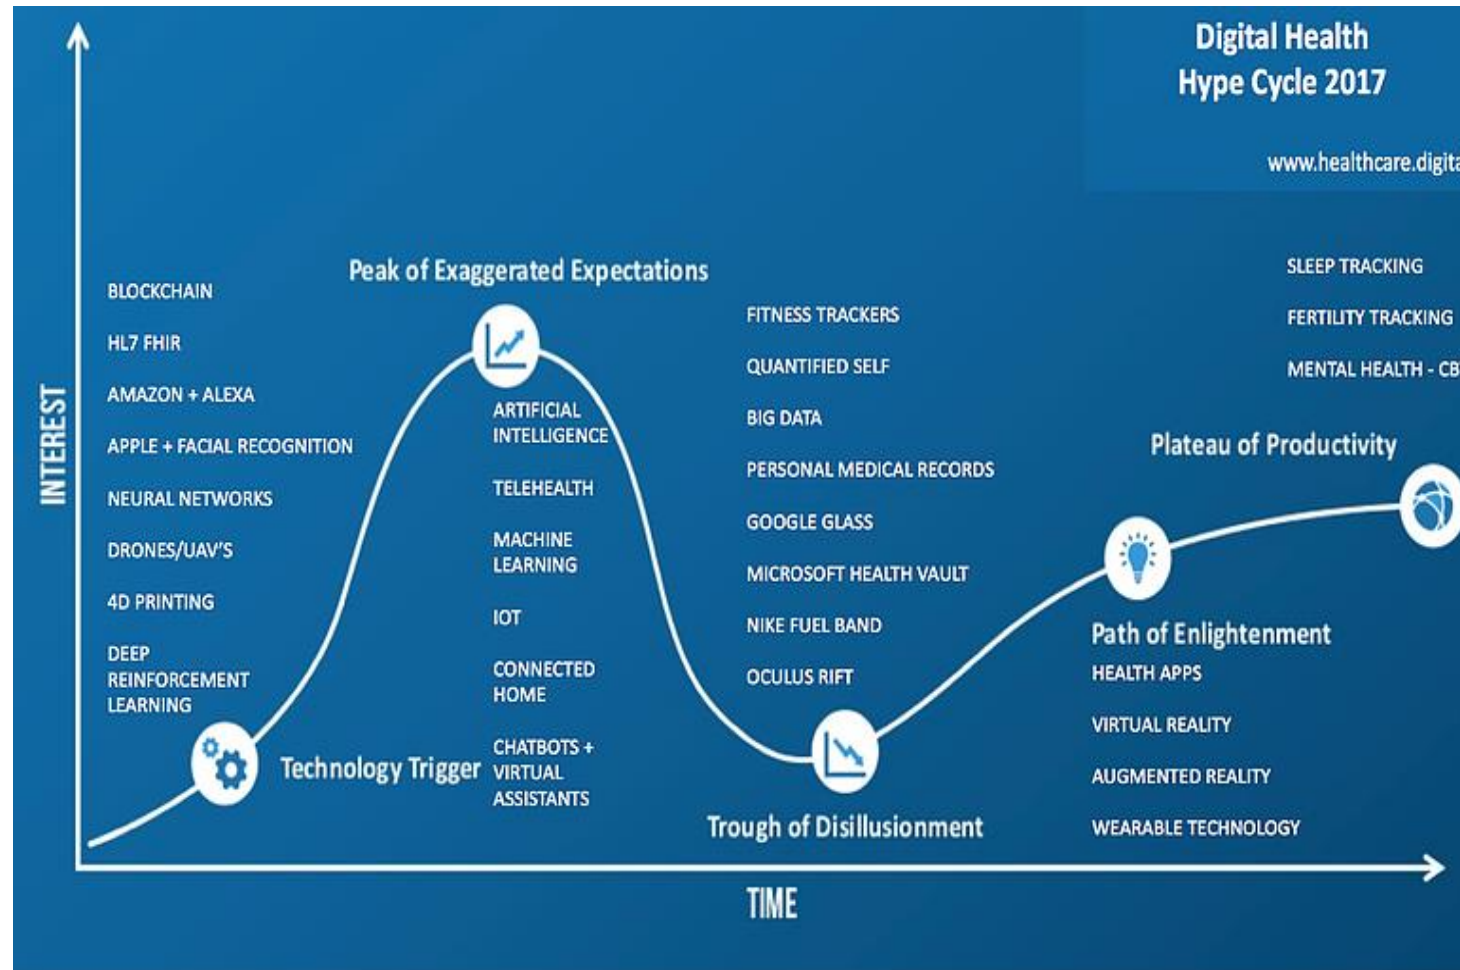 Digital Health
Hype Cycle 2017
www.healthcare.digita
INTEREST
BLOCKCHAIN
HL7 FHIR
AMAZON + ALEXA
APPLE + FACIAL RECOGNITION
NEURAL NETWORKS
DRONES/UAV'S
4D PRINTING
DEEP
REINFORCEMENT
LEARNING
Technology Trigger
Peak of Exaggerated Expectations
ARTIFICIAL
INTELLIGENCE
TELEHEALTH
MACHINE
LEARNING
IOT
CONNECTED
HOME
CHATBOTS +
VIRTUAL
ASSISTANTS
FITNESS TRACKERS
QUANTIFIED SELF
BIG DATA
PERSONAL MEDICAL RECORDS
GOOGLE GLASS
MICROSOFT HEALTH VAULT
NIKE FUEL BAND
OCULUS RIFT
Trough of Disillusionment
SLEEP TRACKING
FERTILITY TRACKING
MENTAL HEALTH - CB
Plateau of Productivity
Path of Enlightenment
HEALTH APPS
VIRTUAL REALITY
AUGMENTED REALITY
WEARABLE TECHNOLOGY
TIME